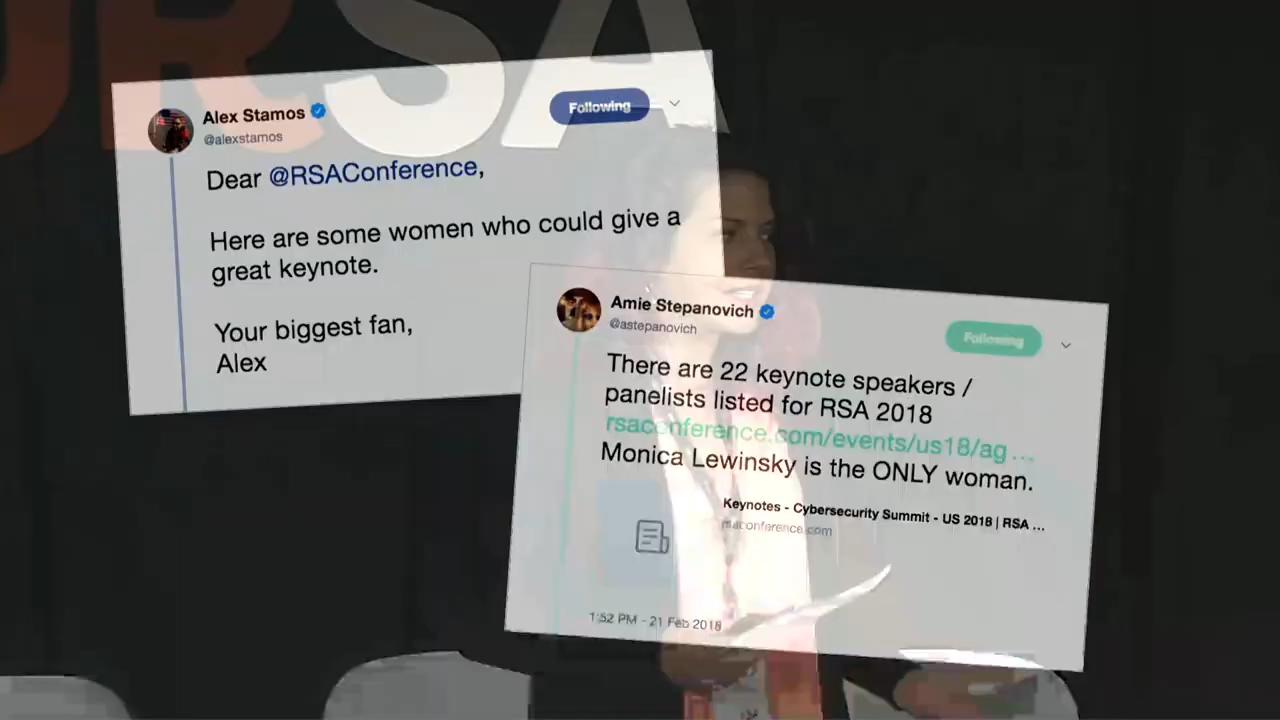 URSA
Alex Stamos
Following
@alexstamos
Dear @RSAConference,
Here are some women who could give a
great keynote.
Your biggest fan,
Alex
Amie Stepanovich
Following
@astepanovich
There are 22 keynote speakers /
panelists listed for RSA 2018
rsaconference.com/events/us18/ag...
Monica Lewinsky is the ONLY woman.
Keynotes - Cybersecurity Summit - US 2018 | RSA ...
rsaconference.com
1:52 PM - 21 Feb 2018